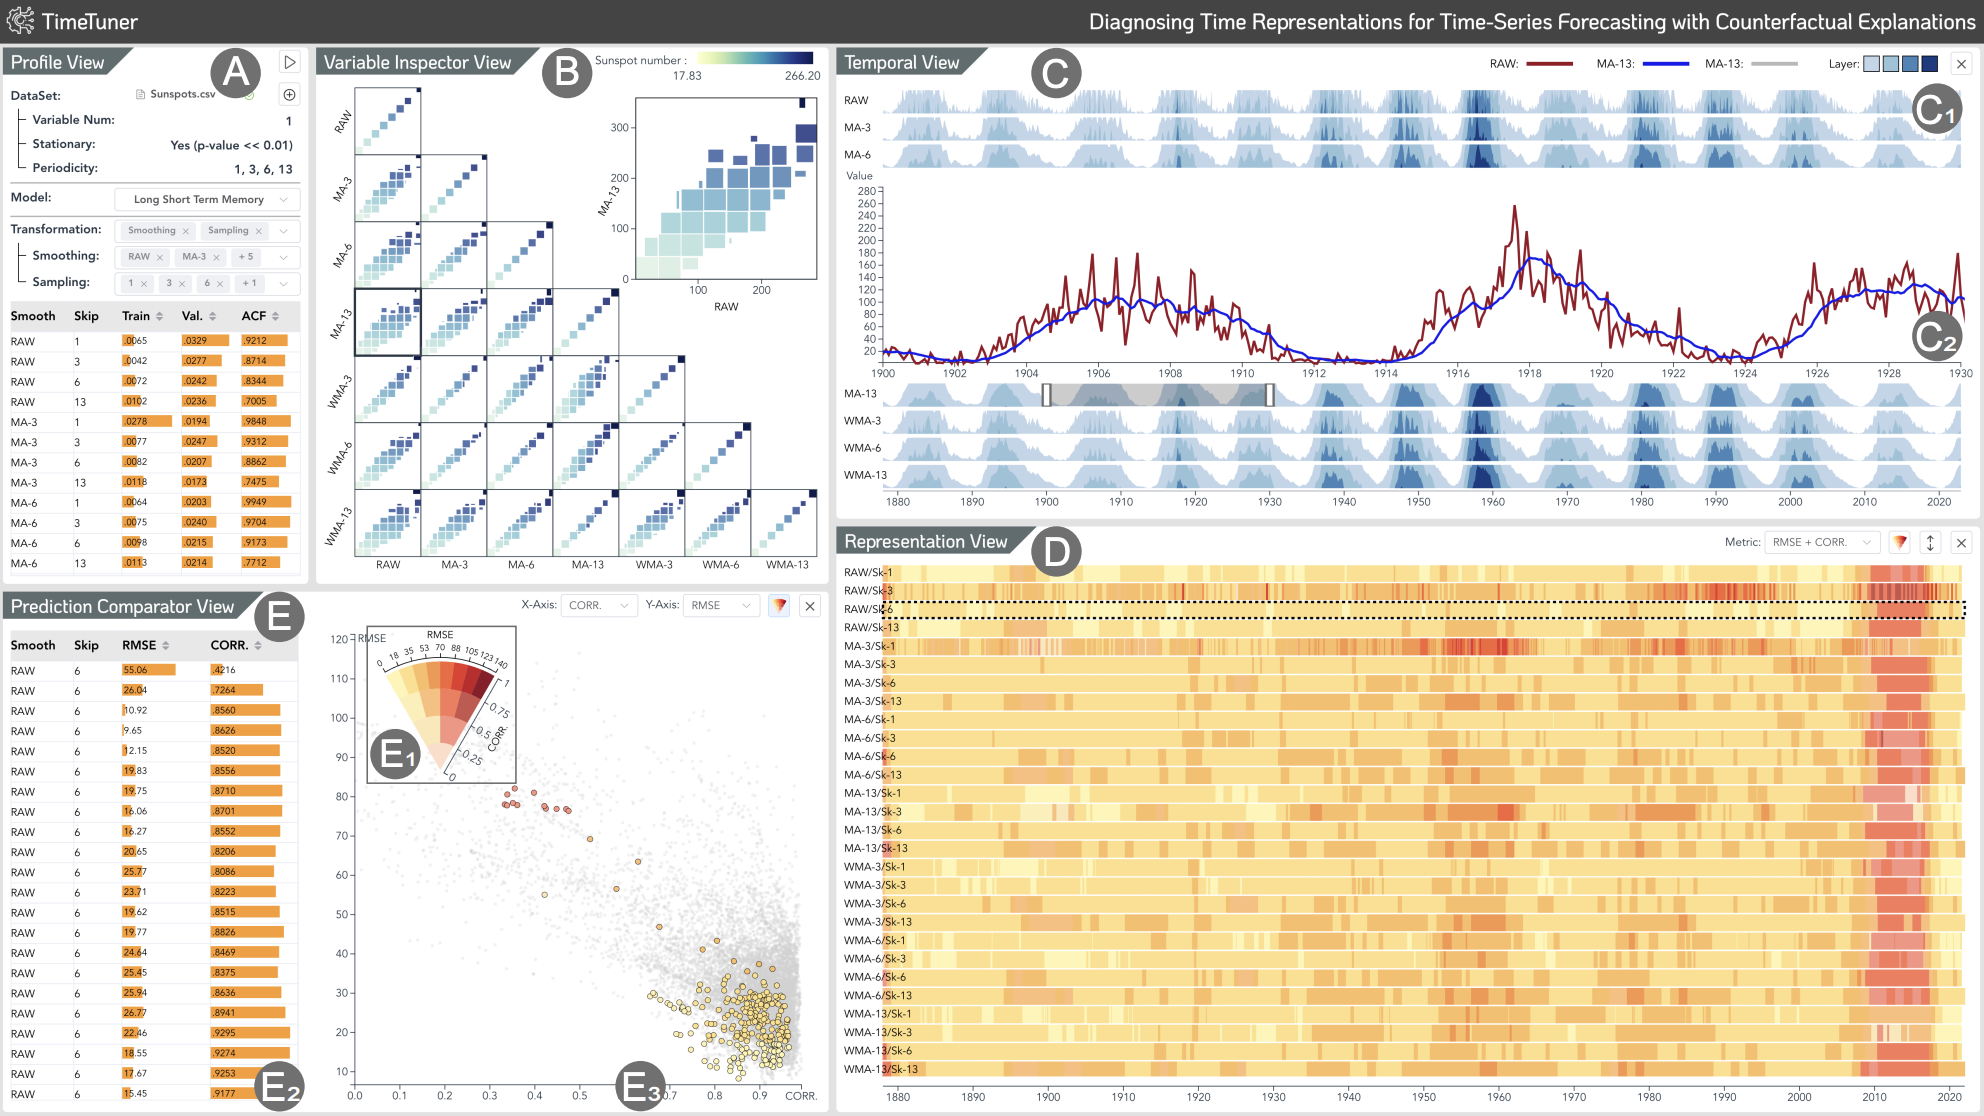 TimeTuner
Diagnosing Time Representations for Time-Series Forecasting with Counterfactual Explanations
Profile View
A
DataSet:
Sunspots.csv
Variable Num:
1
Stationary:
Yes (p-value << 0.01)
Periodicity:
1, 3, 6, 13
Model:
Long Short Term Memory
Transformation:
Smoothing × Sampling ×
Smoothing:
RAW × MA-3 × + 5
Sampling:
1 × 3 × 6 × + 1
Smooth Skip Train Val. ACF
RAW 1 .0065 .0329 .9212
RAW 3 .0042 .0277 .8714
RAW 6 .0072 .0242 .8344
RAW 13 .0102 .0236 .7005
MA-3 1 .0278 .0194 .9848
MA-3 3 .0077 .0247 .9312
MA-3 6 .0082 .0207 .8862
MA-3 13 .0118 .0173 .7475
MA-6 1 .0064 .0203 .9949
MA-6 3 .0075 .0240 .9704
MA-6 6 .0098 .0215 .9173
MA-6 13 .0113 .0214 .7712
Variable Inspector View
B
Sunspot number :
17.83 266.20
RAW
MA-3
MA-6
MA-13
WMA-3
WMA-6
WMA-13
RAW MA-3 MA-6 MA-13 WMA-3 WMA-6 WMA-13
300
200
100
0
MA-13
100 200
RAW
Temporal View
C
RAW: MA-13: MA-13: Layer:
RAW
MA-3
MA-6
C1
Value
280
260
240
220
200
180
160
140
120
100
80
60
40
20
1900 1902 1904 1906 1908 1910 1912 1914 1916 1918 1920 1922 1924 1926 1928 1930
C2
MA-13
WMA-3
WMA-6
WMA-13
1880 1890 1900 1910 1920 1930 1940 1950 1960 1970 1980 1990 2000 2010 2020
Representation View
D
Metric: RMSE + CORR.
RAW/Sk-1
RAW/Sk-3
RAW/Sk-6
RAW/Sk-13
MA-3/Sk-1
MA-3/Sk-3
MA-3/Sk-6
MA-3/Sk-13
MA-6/Sk-1
MA-6/Sk-3
MA-6/Sk-6
MA-6/Sk-13
MA-13/Sk-1
MA-13/Sk-3
MA-13/Sk-6
MA-13/Sk-13
WMA-3/Sk-1
WMA-3/Sk-3
WMA-3/Sk-6
WMA-3/Sk-13
WMA-6/Sk-1
WMA-6/Sk-3
WMA-6/Sk-6
WMA-6/Sk-13
WMA-13/Sk-1
WMA-13/Sk-3
WMA-13/Sk-6
WMA-13/Sk-13
1880 1890 1900 1910 1920 1930 1940 1950 1960 1970 1980 1990 2000 2010 2020
Prediction Comparator View
E
X-Axis: CORR. Y-Axis: RMSE
Smooth Skip RMSE CORR.
RAW 6 55.06 .4216
RAW 6 26.04 .7264
RAW 6 10.92 .8560
RAW 6 9.65 .8626
RAW 6 12.15 .8520
RAW 6 19.83 .8556
RAW 6 19.75 .8710
RAW 6 16.06 .8701
RAW 6 16.27 .8552
RAW 6 20.65 .8206
RAW 6 25.77 .8086
RAW 6 23.71 .8223
RAW 6 19.62 .8515
RAW 6 19.77 .8826
RAW 6 24.64 .8469
RAW 6 25.45 .8375
RAW 6 25.94 .8636
RAW 6 26.77 .8941
RAW 6 22.46 .9295
RAW 6 18.55 .9274
RAW 6 17.67 .9253
RAW 6 15.45 .9177
E2
RMSE
120
110
100
90
80
70
60
50
40
30
20
10
RMSE
0 18 35 53 70 88 105 123 140
1
0.75
0.5
0.25
0
CORR.
E1
0.0 0.1 0.2 0.3 0.4 0.5 0.7 0.8 0.9 CORR.
E3